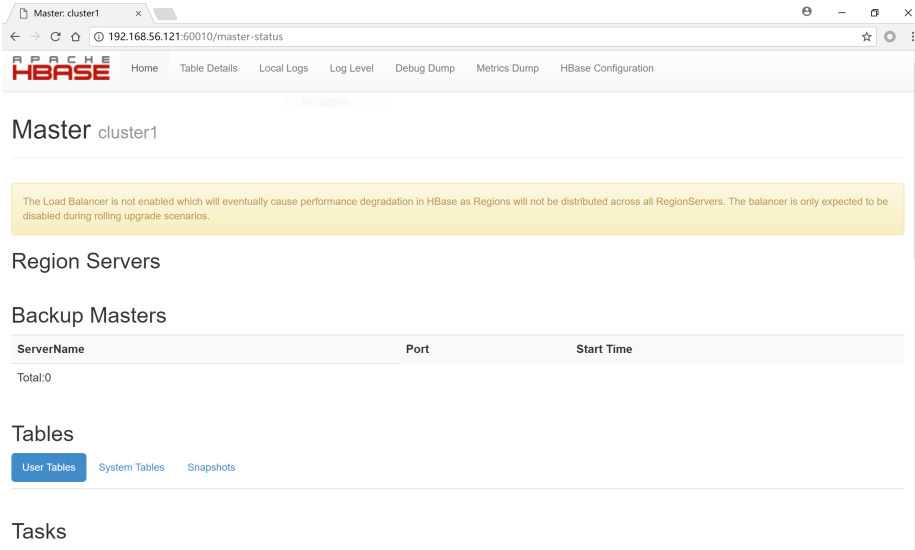 Master: cluster1
192.168.56.121:60010/master-status
APACHE
HBASE
Home Table Details Local Logs Log Level Debug Dump Metrics Dump HBase Configuration
Master cluster1
The Load Balancer is not enabled which will eventually cause performance degradation in HBase as Regions will not be distributed across all RegionServers. The balancer is only expected to be
disabled during rolling upgrade scenarios.
Region Servers
Backup Masters
ServerName Port Start Time
Total:0
Tables
User Tables System Tables Snapshots
Tasks